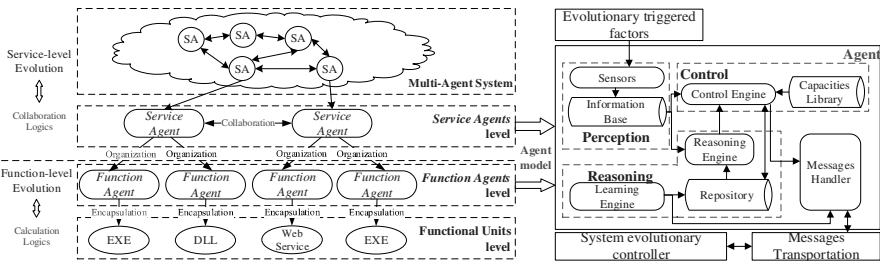 Service-level
Evolution
Collaboration
Logics
Function-level
Evolution
Calculation
Logics
SA
SA
SA
SA
SA
Multi-Agent System
Service
Agent
Collaboration
Service
Agent
Service Agents
level
Organization
Organization
Organization
Organization
Function
Agent
Function
Agent
Function
Agent
Function
Agent
Function Agents
level
Encapsulation
Encapsulation
Encapsulation
Encapsulation
EXE
DLL
Web
Service
EXE
Functional Units
level
Agent
model
Evolutionary triggered
factors
Agent
Sensors
Information
Base
Perception
Control
Control Engine
Capacities
Library
Reasoning
Engine
Reasoning
Learning
Engine
Repository
Messages
Handler
System evolutionary
controller
Messages
Transportation